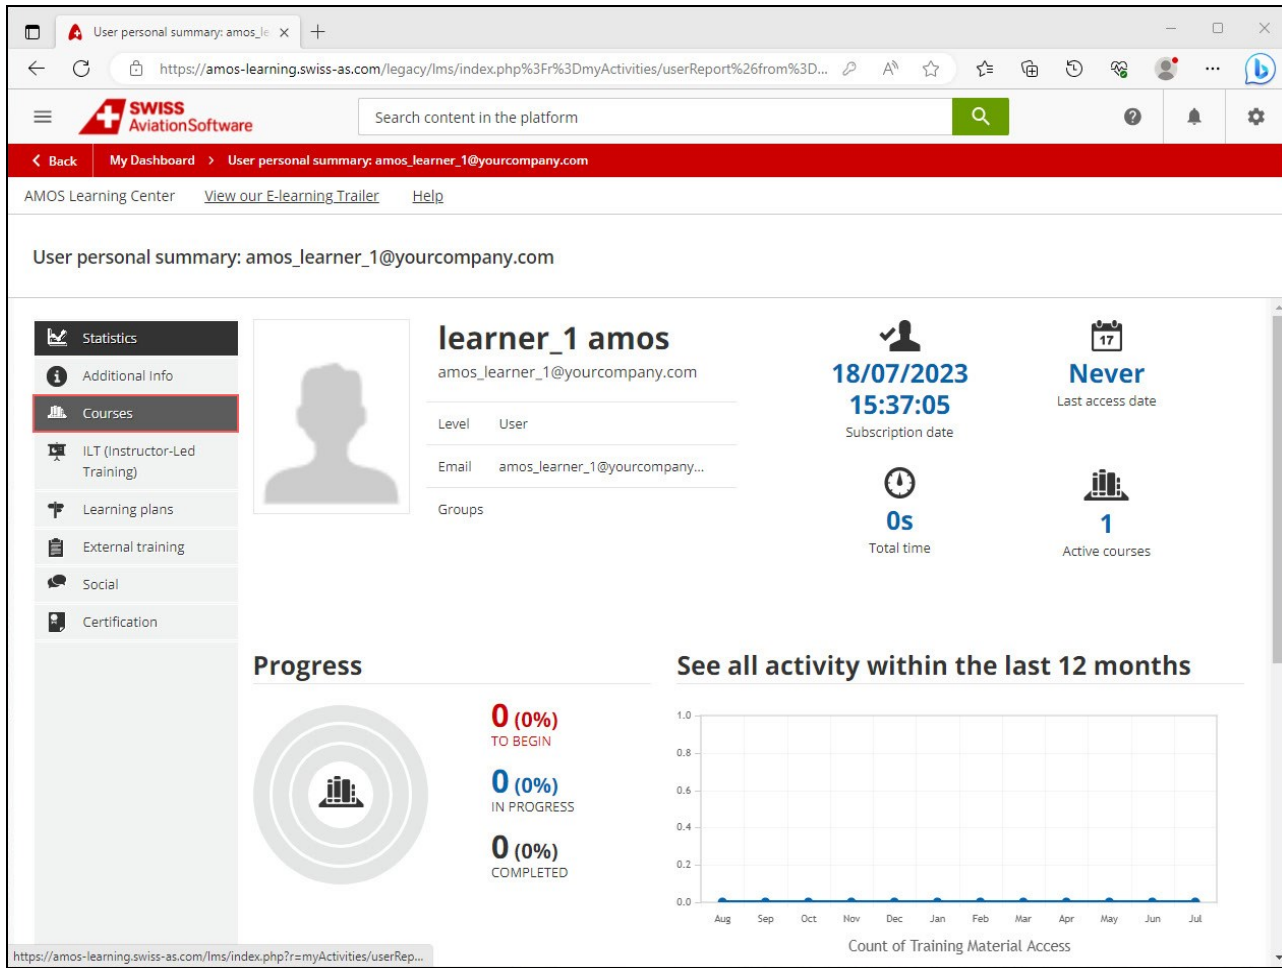 User personal summary: amos_le
https://amos-learning.swiss-as.com/legacy/lms/index.php%3Fr%3DmyActivities/userReport%26from%3D...
SWISS
AviationSoftware
Search content in the platform
Back
My Dashboard > User personal summary: amos_learner_1@yourcompany.com
AMOS Learning Center
View our E-learning Trailer
Help
User personal summary: amos_learner_1@yourcompany.com
Statistics
Additional Info
Courses
ILT (Instructor-Led
Training)
Learning plans
External training
Social
Certification
learner_1 amos
amos_learner_1@yourcompany.com
Level User
Email amos_learner_1@yourcompany...
Groups
18/07/2023
15:37:05
Subscription date
17
Never
Last access date
0s
Total time
1
Active courses
Progress
0 (0%)
TO BEGIN
0 (0%)
IN PROGRESS
0 (0%)
COMPLETED
See all activity within the last 12 months
1.0
0.8
0.6
0.4
0.2
0.0
Aug Sep Oct Nov Dec Jan Feb Mar Apr May Jun Jul
Count of Training Material Access
https://amos-learning.swiss-as.com/lms/index.php?r=myActivities/userRep...